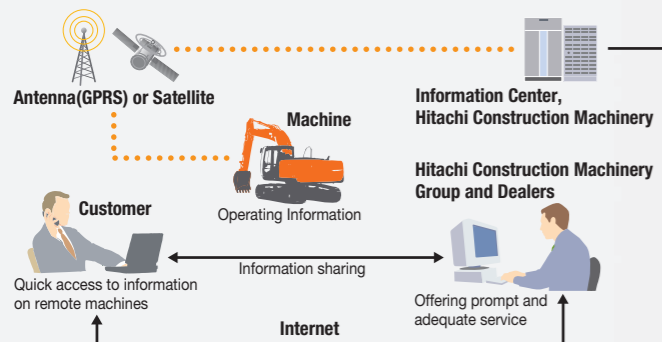 Antenna(GPRS) or Satellite
Information Center,
Hitachi Construction Machinery
Machine
Operating Information
Hitachi Construction Machinery
Group and Dealers
Customer
Information sharing
Quick access to information
on remote machines
Offering prompt and
adequate service
Internet